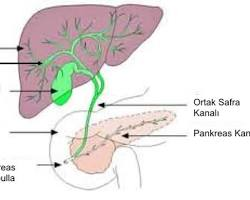 Ortak Safra
Kanalı
Pankreas Kan
reas
ulla